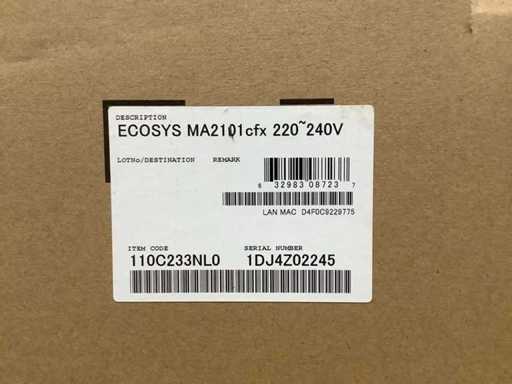 DESCRIPTION
ECOSYS MA2101cfx 220~240V
LOTNo/DESTINATION REMARK
6 32983 08723 7
LAN MAC D4F0C9229775
ITEM CODE SERIAL NUMBER
110C233NL0 1DJ4Z02245